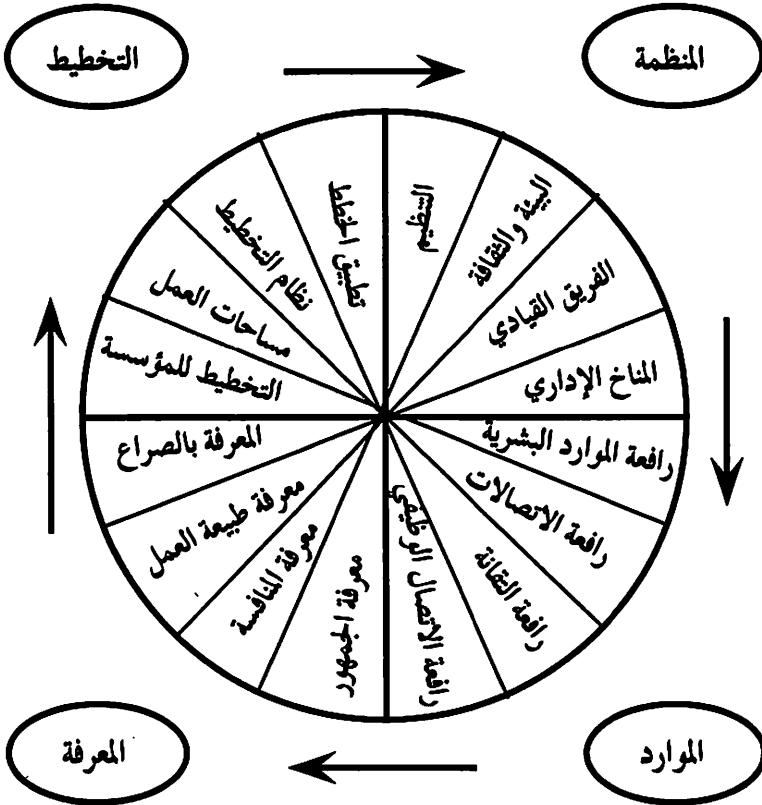 المنظمة
التخطيط
التنظيم
البيئة والثقافة
الفريق القيادي
المناخ الإداري
رافعة الموارد البشرية
رافعة الاتصالات
رافعة التقانة
رافعة الاتصال الوظيفي
معرفة الجمهور
معرفة المنافسة
معرفة طبيعة العمل
المعرفة بالصراع
التخطيط للمؤسسة
مساحات العمل
نظام التخطيط
تطبيق الخطط
الموارد
المعرفة